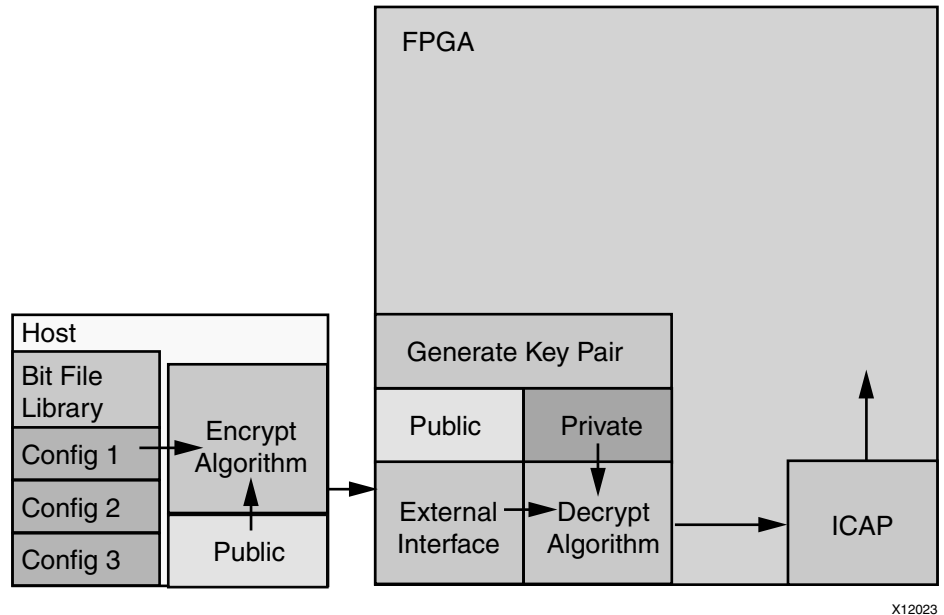 FPGA
Host
Bit File
Library
Config 1
Config 2
Config 3
Encrypt
Algorithm
Public
Generate Key Pair
Public
Private
External
Interface
Decrypt
Algorithm
ICAP
X12023